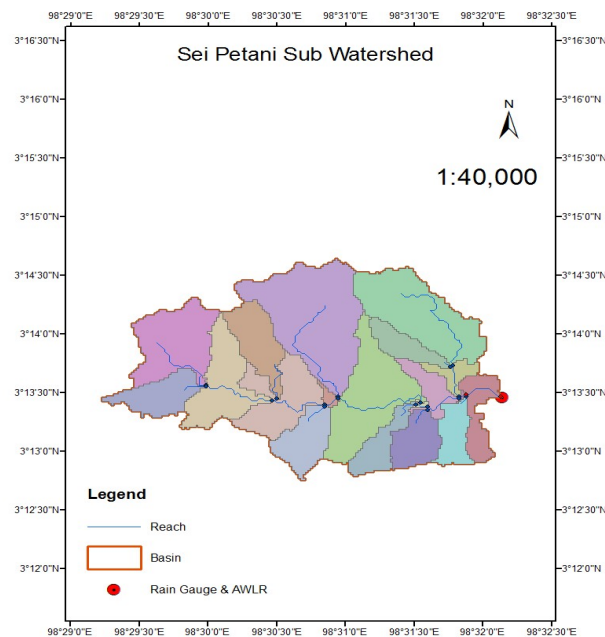 98°29'0"E 98°29'30"E 98°30'0"E 98°30'30"E 98°31'0"E 98°31'30"E 98°32'0"E 98°32'30"E
Sei Petani Sub Watershed
N
1:40,000
3°16'30"N 3°16'30"N
3°16'0"N 3°16'0"N
3°15'30"N 3°15'30"N
3°15'0"N 3°15'0"N
3°14'30"N 3°14'30"N
3°14'0"N 3°14'0"N
3°13'30"N 3°13'30"N
3°13'0"N 3°13'0"N
3°12'30"N 3°12'30"N
3°12'0"N 3°12'0"N
Legend
Reach
Basin
Rain Gauge & AWLR
98°29'0"E 98°29'30"E 98°30'0"E 98°30'30"E 98°31'0"E 98°31'30"E 98°32'0"E 98°32'30"E